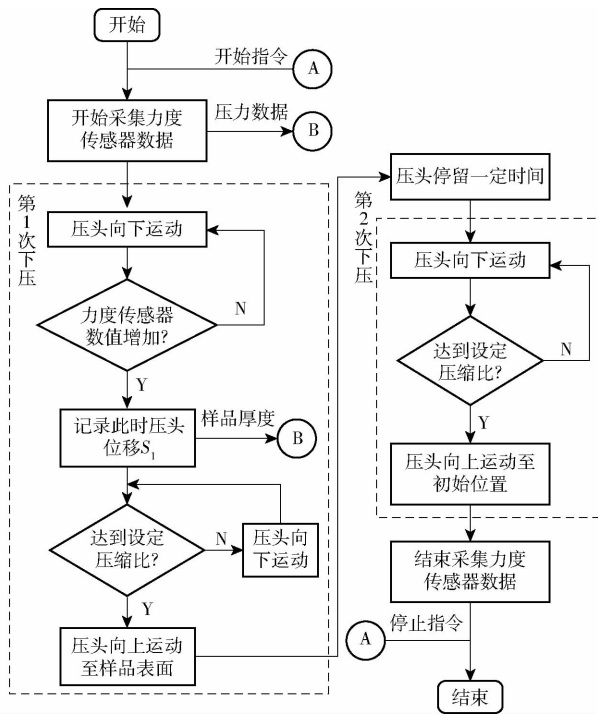 开始
开始指令
A
开始采集力度
传感器数据
压力数据
B
第1次下压
压头向下运动
力度传感器
数值增加?
N
Y
记录此时压头
位移S₁
样品厚度
B
达到设定
压缩比?
N
压头向
下运动
Y
压头向上运动
至样品表面
压头停留一定时间
第2次下压
压头向下运动
达到设定
压缩比?
N
Y
压头向上运动至
初始位置
结束采集力度
传感器数据
A
停止指令
结束